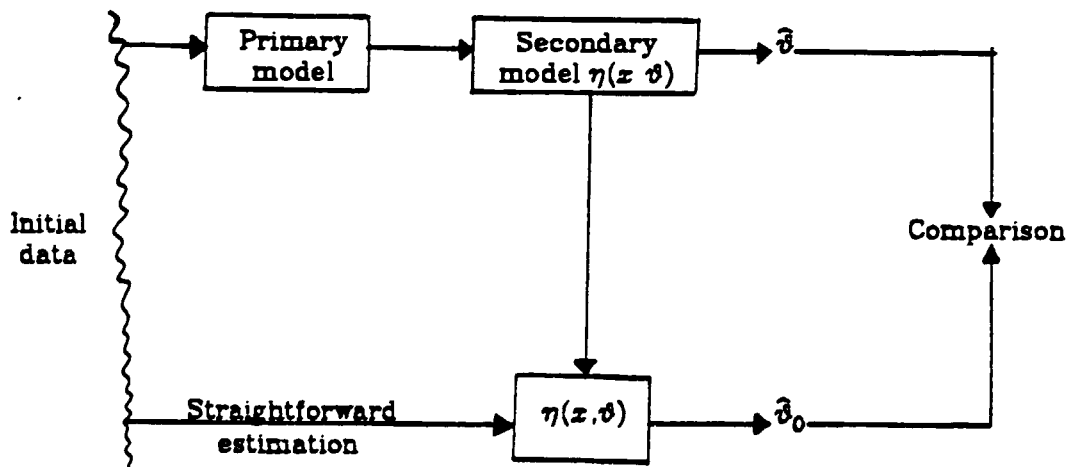 Primary
model
Secondary
model η(x ϑ)
ϑ̂
Initial
data
Comparison
Straightforward
estimation
η(x,ϑ)
ϑ̂₀